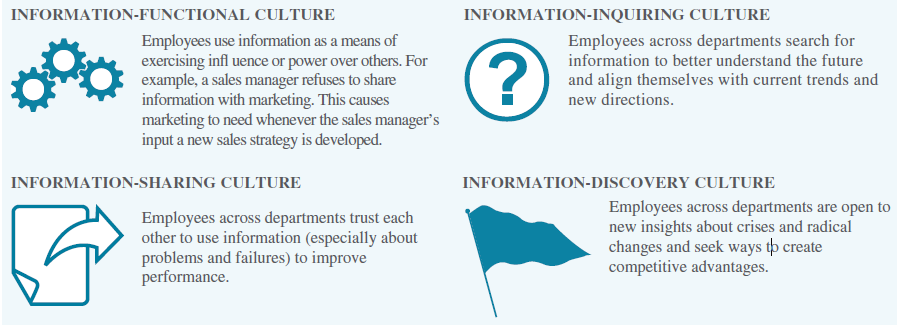 INFORMATION-FUNCTIONAL CULTURE
Employees use information as a means of
exercising infl uence or power over others. For
example, a sales manager refuses to share
information with marketing. This causes
marketing to need whenever the sales manager’s
input a new sales strategy is developed.
INFORMATION-INQUIRING CULTURE
?
Employees across departments search for
information to better understand the future
and align themselves with current trends and
new directions.
INFORMATION-SHARING CULTURE
Employees across departments trust each
other to use information (especially about
problems and failures) to improve
performance.
INFORMATION-DISCOVERY CULTURE
Employees across departments are open to
new insights about crises and radical
changes and seek ways to create
competitive advantages.